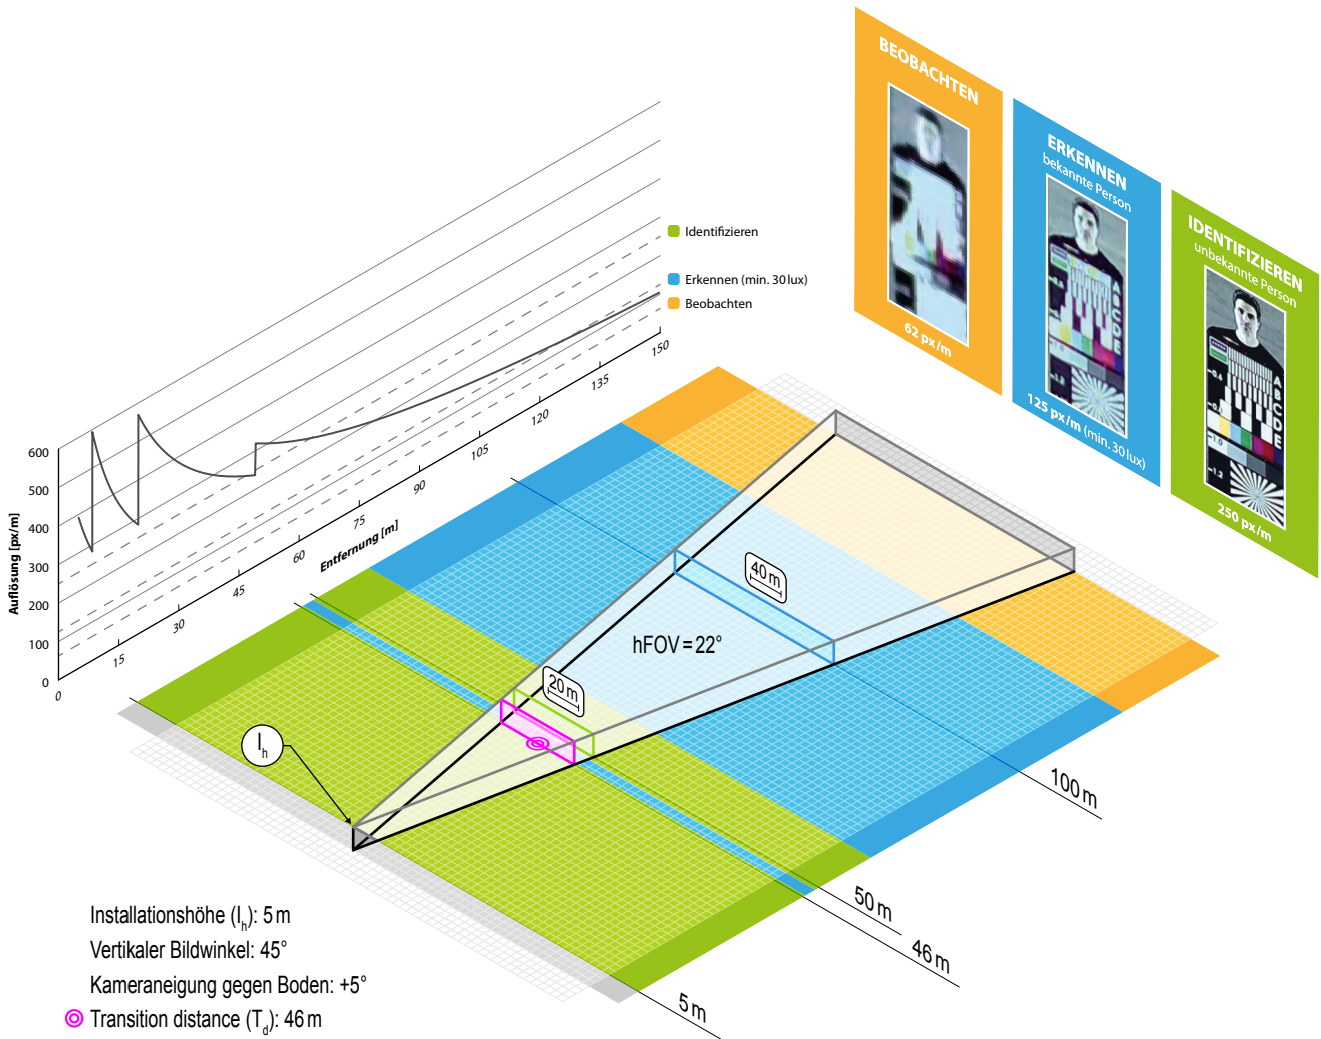 BEOBACHTEN
62 px/m
ERKENNEN
bekannte Person
125 px/m (min. 30 lux)
IDENTIFIZIEREN
unbekannte Person
A
B
C
D
E
250 px/m
Identifizieren
Erkennen (min. 30 lux)
Beobachten
Auflösung [px/m]
600
500
400
300
200
100
0
0
15
30
45
60
75
90
105
120
135
150
Entfernung [m]
40 m
hFOV = 22°
20 m
Ih
100 m
50 m
46 m
5 m
Installationshöhe (Ih): 5 m
Vertikaler Bildwinkel: 45°
Kameraneigung gegen Boden: +5°
Transition distance (Td): 46 m